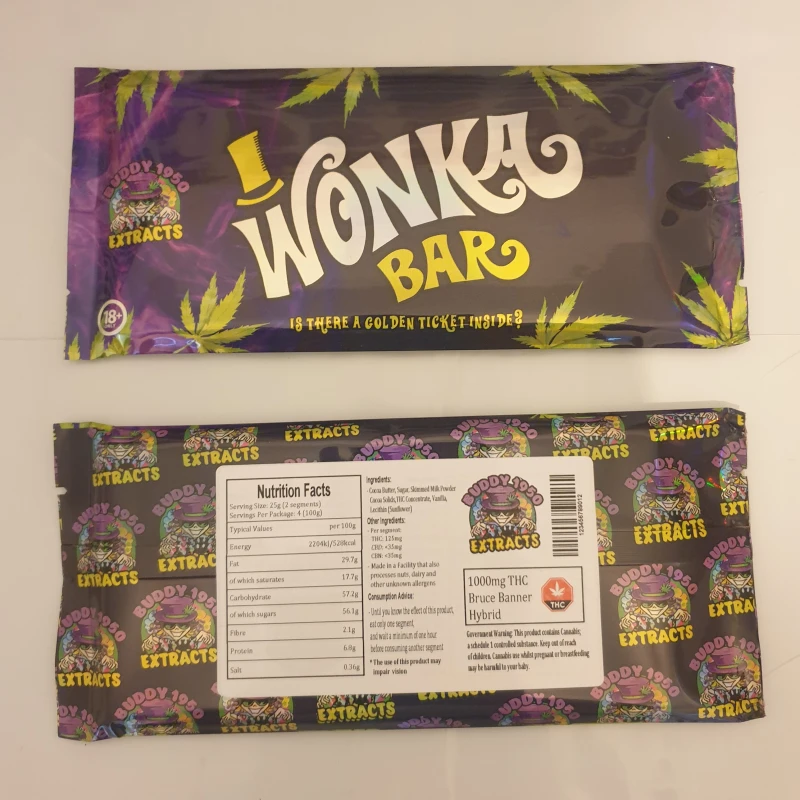 WONKA
BAR
IS THERE A GOLDEN TICKET INSIDE?
BUDDY 1950
EXTRACTS
18+
Nutrition Facts
Serving Size: 25g (2 segments)
Servings Per Package: 4 (100g)
Typical Values per 100g
Energy 2204kj/528kcal
Fat 29.7g
of which saturates 17.7g
Carbohydrate 57.2g
of which sugars 56.1g
Fibre 2.1g
Protein 6.8g
Salt 0.36g
Ingredients:
- Cocoa Butter, Sugar, Skimmed Milk Powder
Cocoa Solids, THC Concentrate, Vanilla,
Lecithin (Sunflower)
Other Ingredients:
- Per segment:
THC: 125mg
CBD: <35mg
CBN: <35mg
- Made in a Facility that also
processes nuts, dairy and
other unknown allergens
Consumption Advice:
- Until you know the effect of this product,
eat only one segment,
and wait a minimum of one hour
before consuming another segment
* The use of this product may
impair vision
BUDDY 1950
EXTRACTS
123456789012
1000mg THC
Bruce Banner
Hybrid
THC
Government Warning: This product contains Cannabis;
a schedule 1 controlled substance. Keep out of reach
of children. Cannabis use whilst pregnant or breastfeeding
may be harmful to your baby.